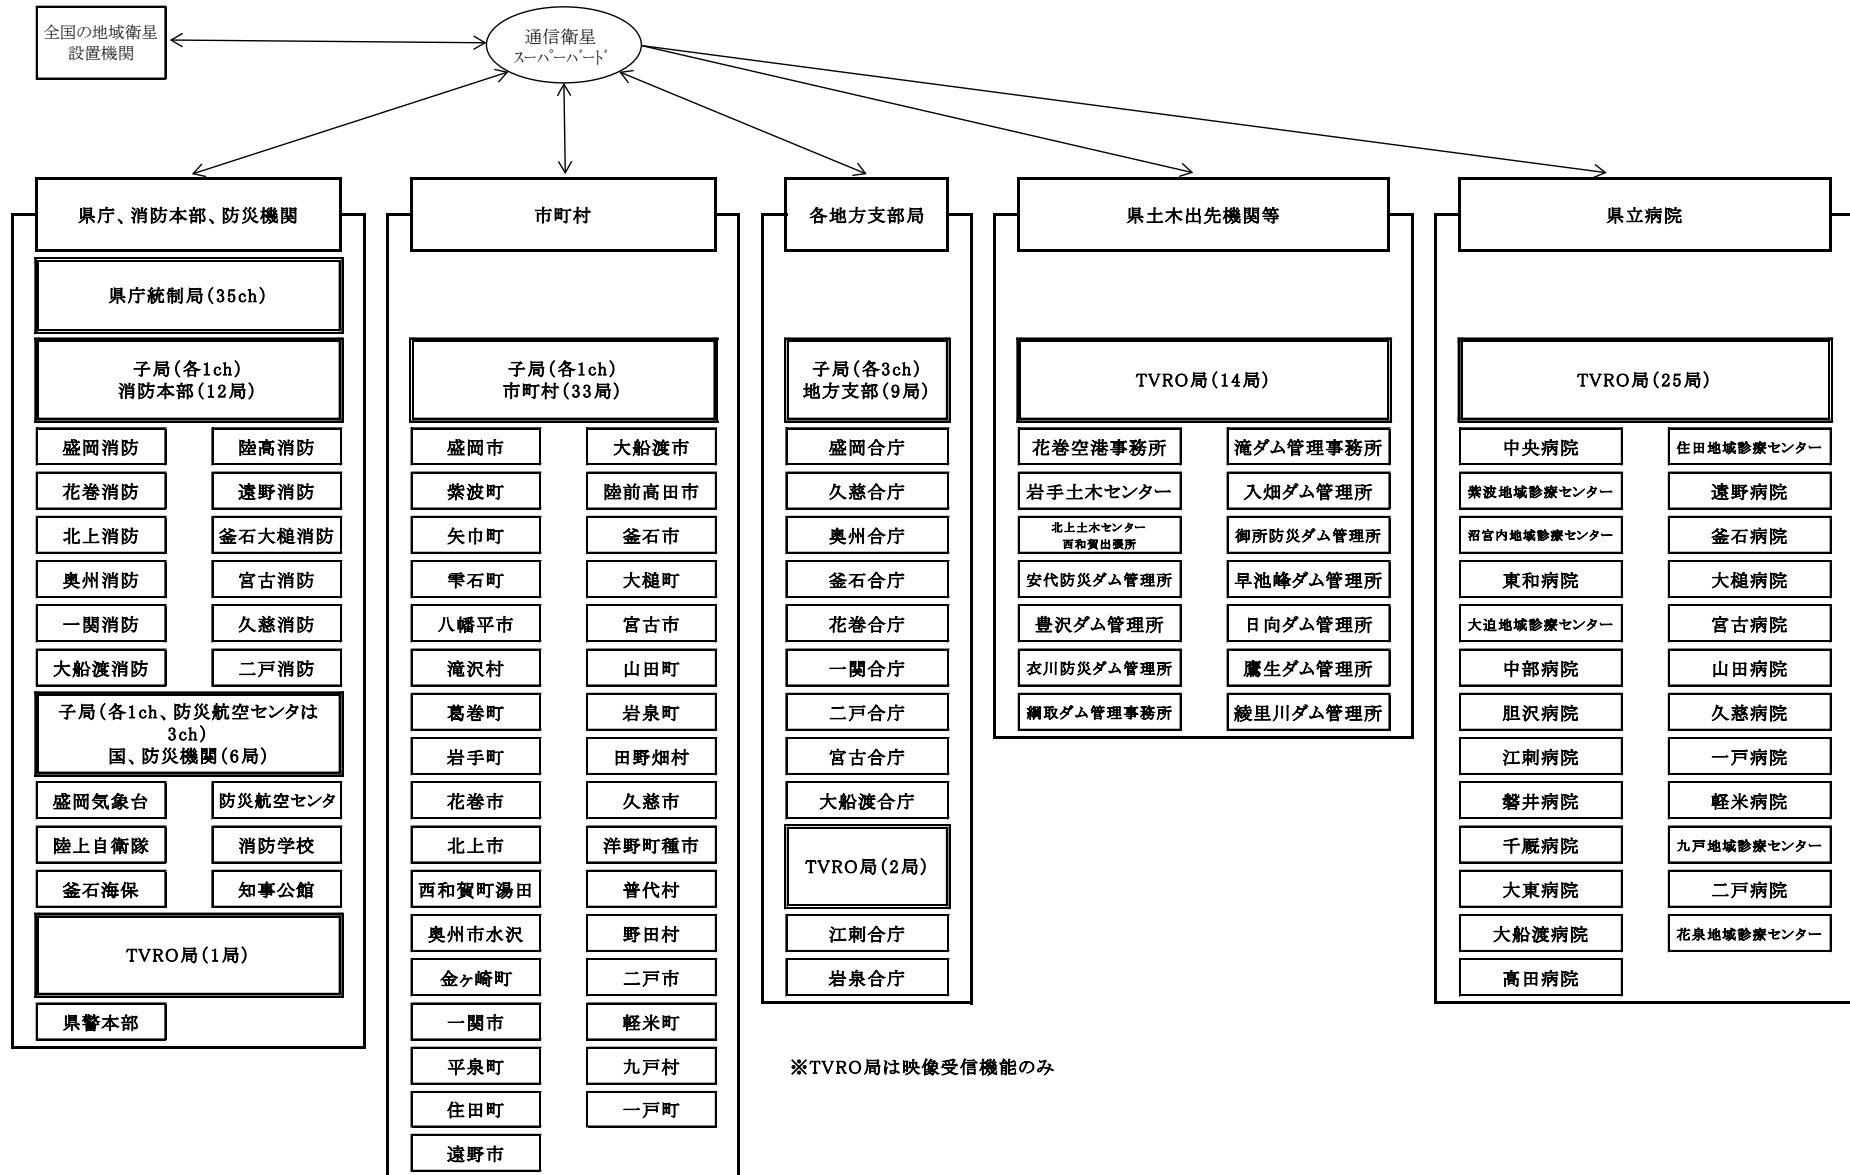 全国の地域衛星
設置機関
通信衛星
スーパーバード
県庁、消防本部、防災機関
県庁統制局(35ch)
子局(各1ch)
消防本部(12局)
盛岡消防
陸高消防
花巻消防
遠野消防
北上消防
釜石大槌消防
奥州消防
宮古消防
一関消防
久慈消防
大船渡消防
二戸消防
子局(各1ch、防災航空センタは
3ch)
国、防災機関(6局)
盛岡気象台
防災航空センタ
陸上自衛隊
消防学校
釜石海保
知事公館
TVRO局(1局)
県警本部
市町村
子局(各1ch)
市町村(33局)
盛岡市
大船渡市
紫波町
陸前高田市
矢巾町
釜石市
雫石町
大槌町
八幡平市
宮古市
滝沢村
山田町
葛巻町
岩泉町
岩手町
田野畑村
花巻市
久慈市
北上市
洋野町種市
西和賀町湯田
普代村
奥州市水沢
野田村
金ヶ崎町
二戸市
一関市
軽米町
平泉町
九戸村
住田町
一戸町
遠野市
各地方支部局
子局(各3ch)
地方支部(9局)
盛岡合庁
久慈合庁
奥州合庁
釜石合庁
花巻合庁
一関合庁
二戸合庁
宮古合庁
大船渡合庁
TVRO局(2局)
江刺合庁
岩泉合庁
県土木出先機関等
TVRO局(14局)
花巻空港事務所
滝ダム管理事務所
岩手土木センター
入畑ダム管理所
北上土木センター
西和賀出張所
御所防災ダム管理所
安代防災ダム管理所
早池峰ダム管理所
豊沢ダム管理所
日向ダム管理所
衣川防災ダム管理所
鷹生ダム管理所
綱取ダム管理事務所
綾里川ダム管理所
県立病院
TVRO局(25局)
中央病院
住田地域診療センター
紫波地域診療センター
遠野病院
沼宮内地域診療センター
釜石病院
東和病院
大槌病院
大迫地域診療センター
宮古病院
中部病院
山田病院
胆沢病院
久慈病院
江刺病院
一戸病院
磐井病院
軽米病院
千厩病院
九戸地域診療センター
大東病院
二戸病院
大船渡病院
花泉地域診療センター
高田病院
※TVRO局は映像受信機能のみ